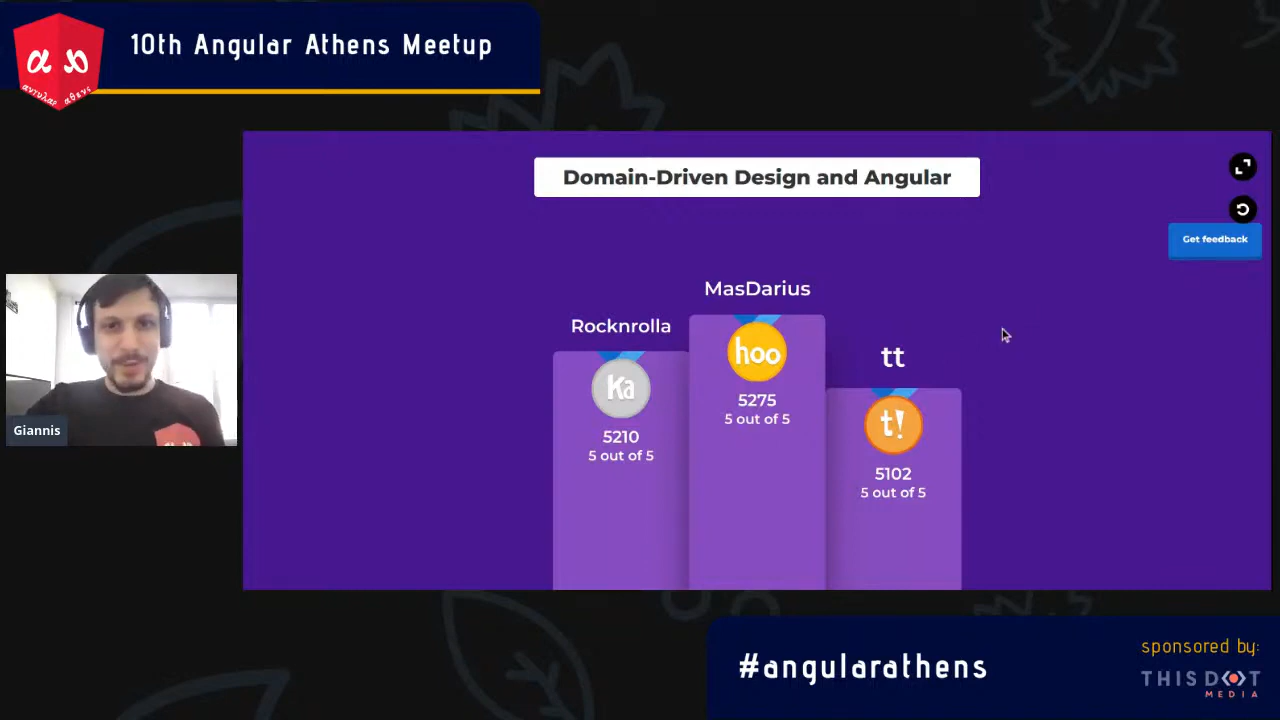 10th Angular Athens Meetup
α ω
αγγυλαρ αθενς
Domain-Driven Design and Angular
Get feedback
MasDarius
Rocknrolla
tt
hoo
Ka
t!
5275
5 out of 5
5210
5 out of 5
5102
5 out of 5
Giannis
#angularathens
sponsored by:
THIS DOT
MEDIA